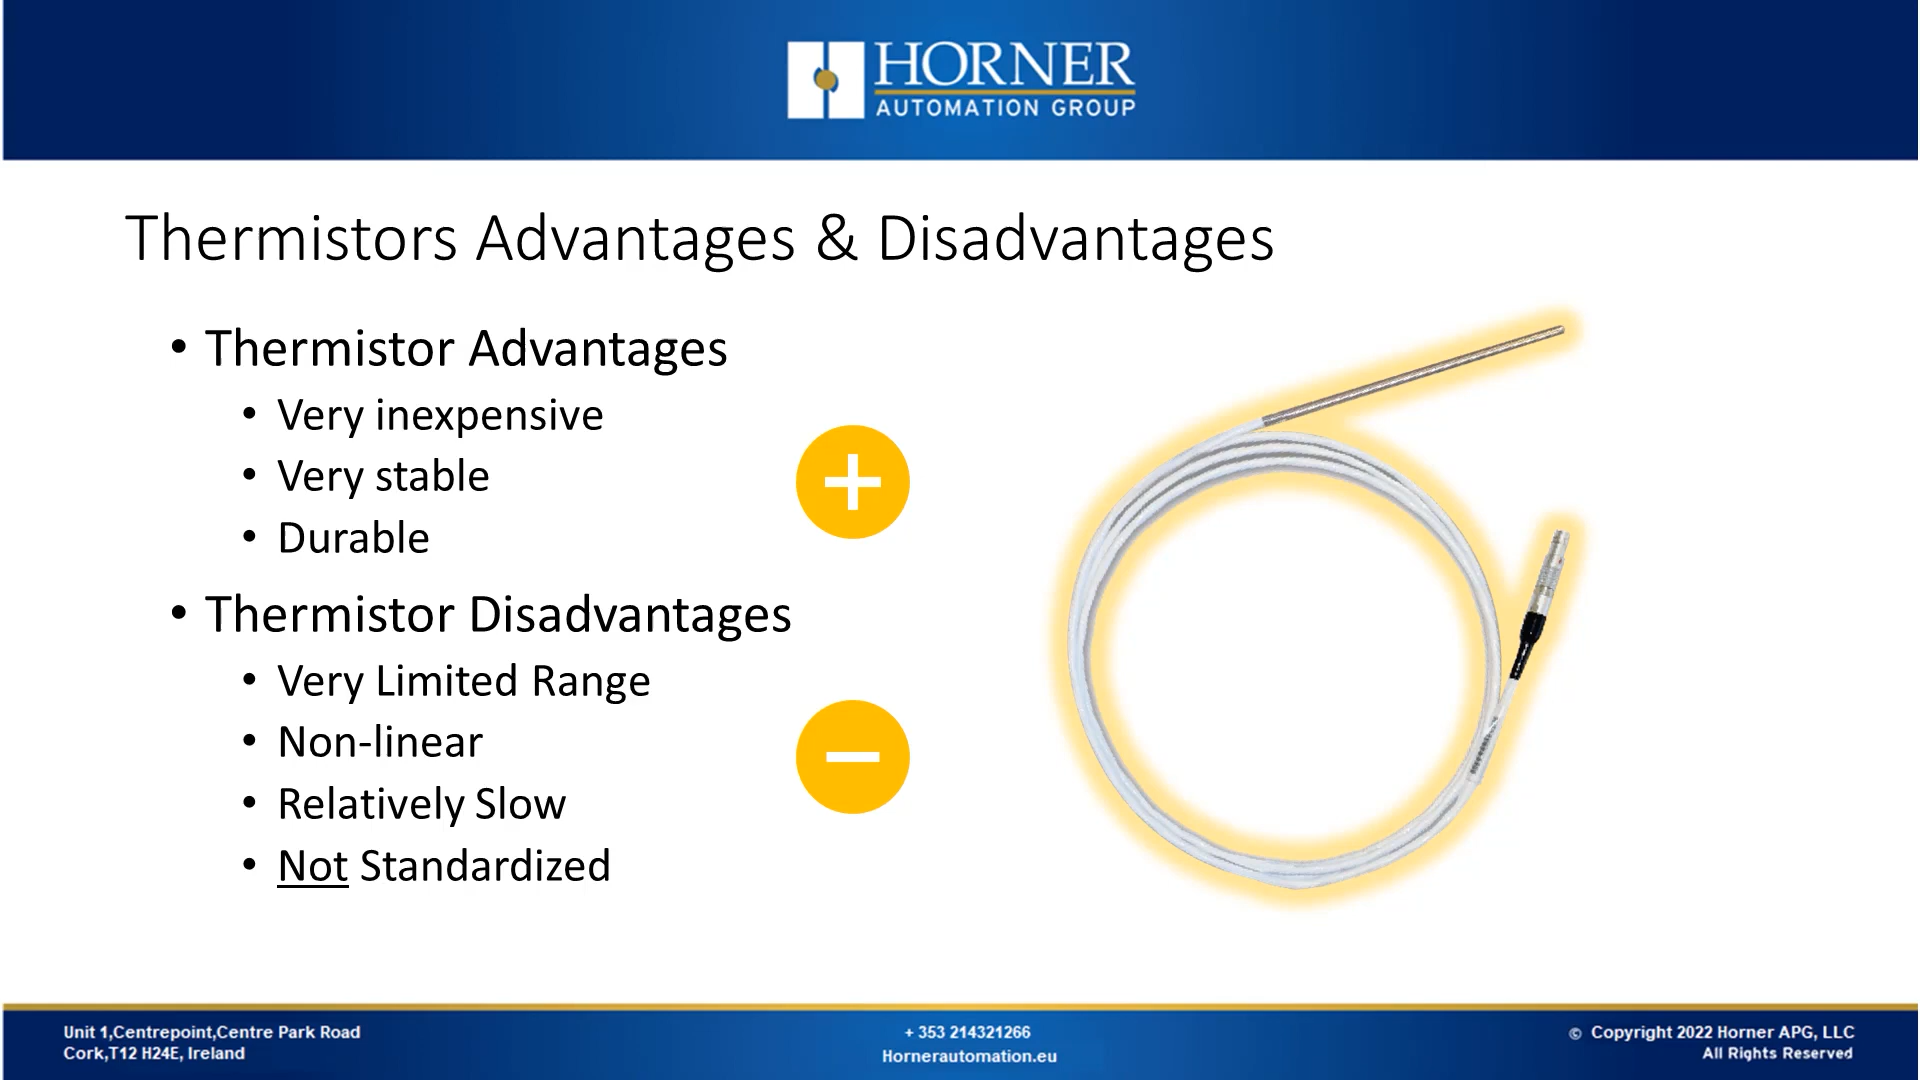 HORNER
AUTOMATION GROUP
Thermistors Advantages & Disadvantages
• Thermistor Advantages
• Very inexpensive
• Very stable
• Durable
• Thermistor Disadvantages
• Very Limited Range
• Non-linear
• Relatively Slow
• Not Standardized
Unit 1,Centrepoint,Centre Park Road
Cork,T12 H24E, Ireland
+ 353 214321266
Hornerautomation.eu
© Copyright 2022 Horner APG, LLC
All Rights Reserved